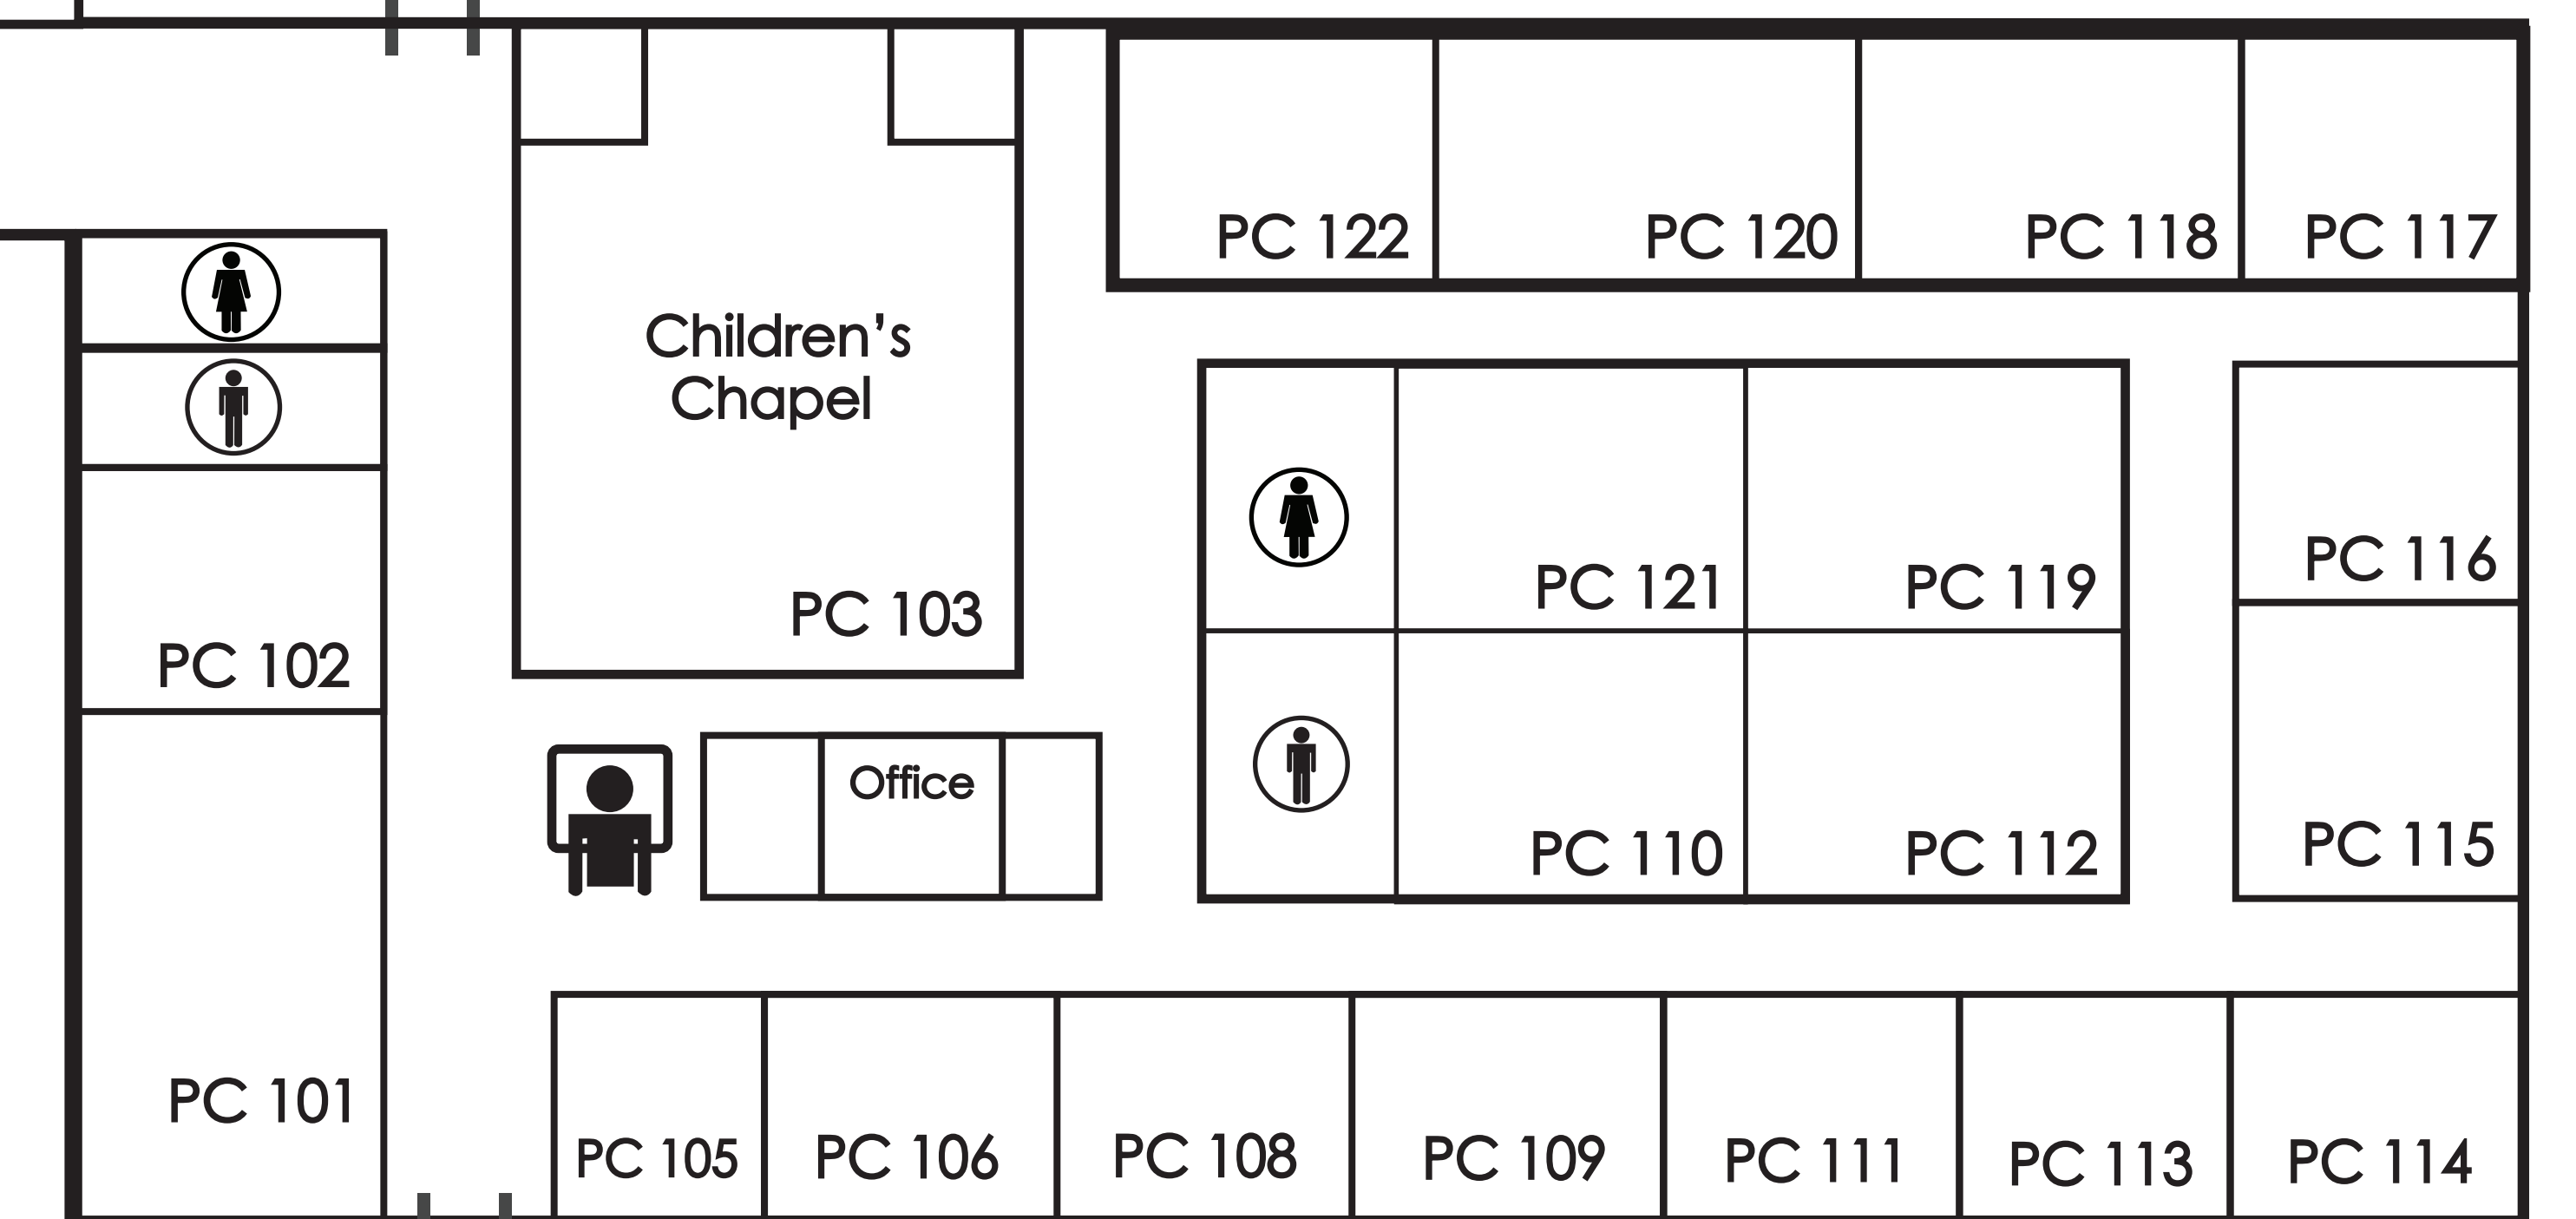 PC 122
PC 120
PC 118
PC 117
Children's
Chapel
PC 103
PC 121
PC 119
PC 116
PC 102
Office
PC 110
PC 112
PC 115
PC 101
PC 105
PC 106
PC 108
PC 109
PC 111
PC 113
PC 114